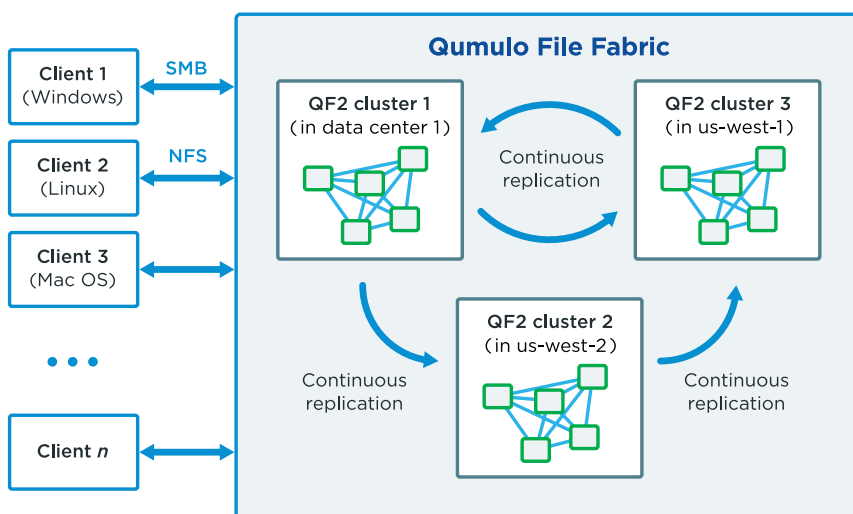 Qumulo File Fabric
Client 1
(Windows)
SMB
Client 2
(Linux)
NFS
Client 3
(Mac OS)
Client n
QF2 cluster 1
(in data center 1)
Continuous
replication
QF2 cluster 3
(in us-west-1)
Continuous
replication
QF2 cluster 2
(in us-west-2)
Continuous
replication